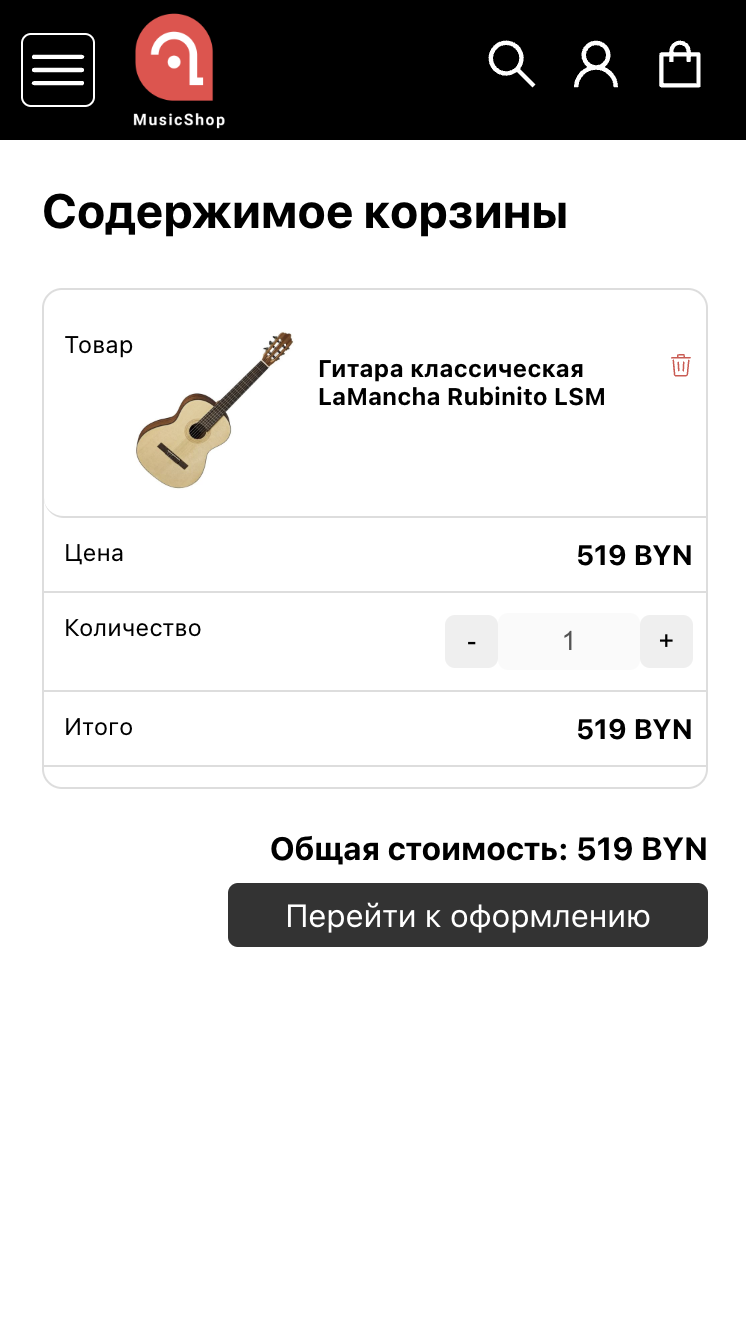 MusicShop
Содержимое корзины
Товар
Гитара классическая
LaMancha Rubinito LSM
Цена
519 BYN
Количество
- 1 +
Итого
519 BYN
Общая стоимость: 519 BYN
Перейти к оформлению